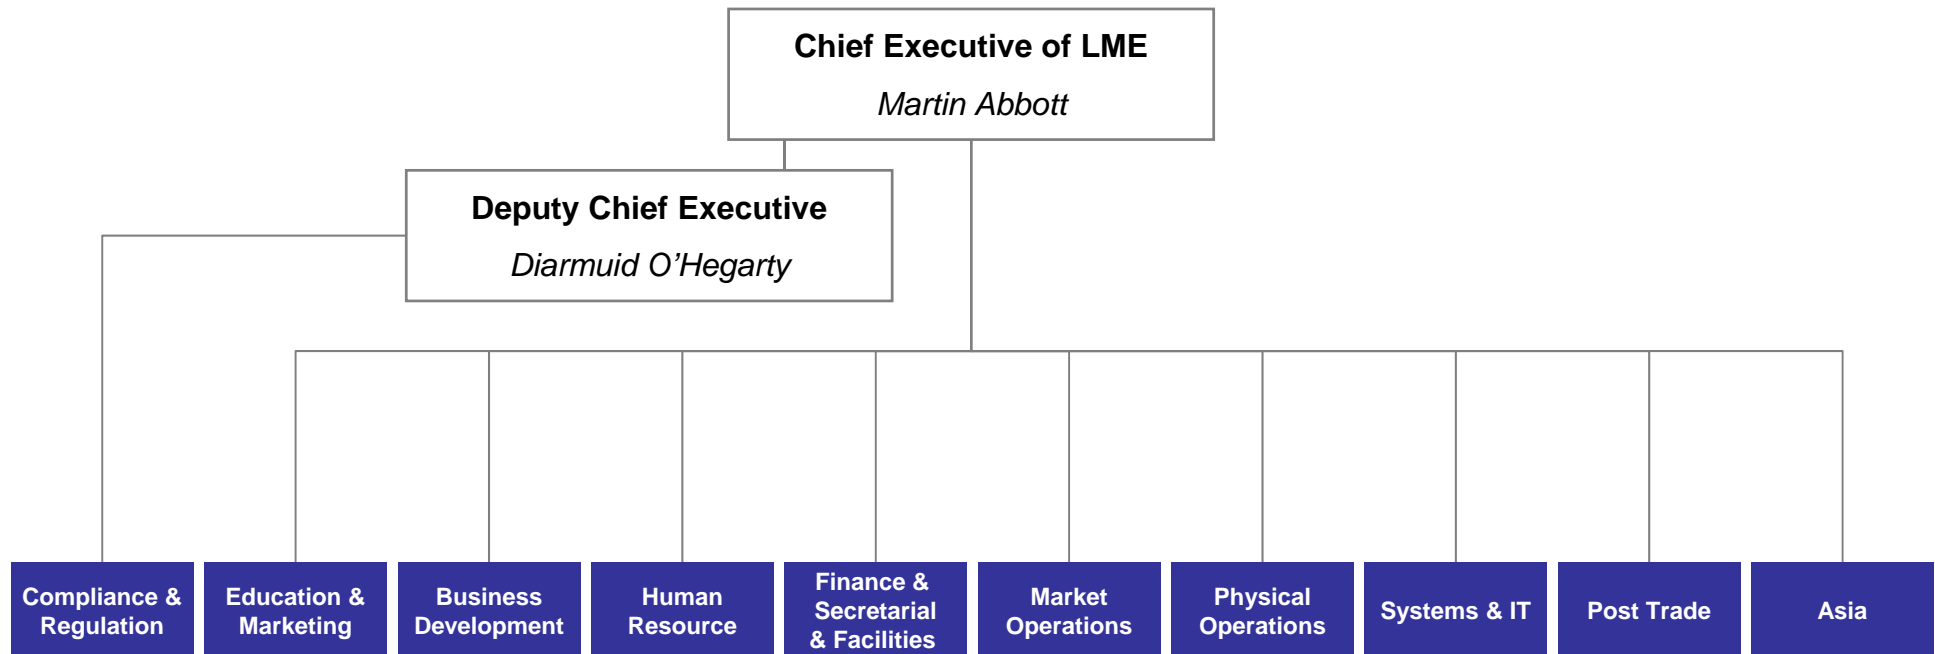 Chief Executive of LME
Martin Abbott
Deputy Chief Executive
Diarmuid O’Hegarty
Compliance &
Regulation
Education &
Marketing
Business
Development
Human
Resource
Finance &
Secretarial
& Facilities
Market
Operations
Physical
Operations
Systems & IT
Post Trade
Asia